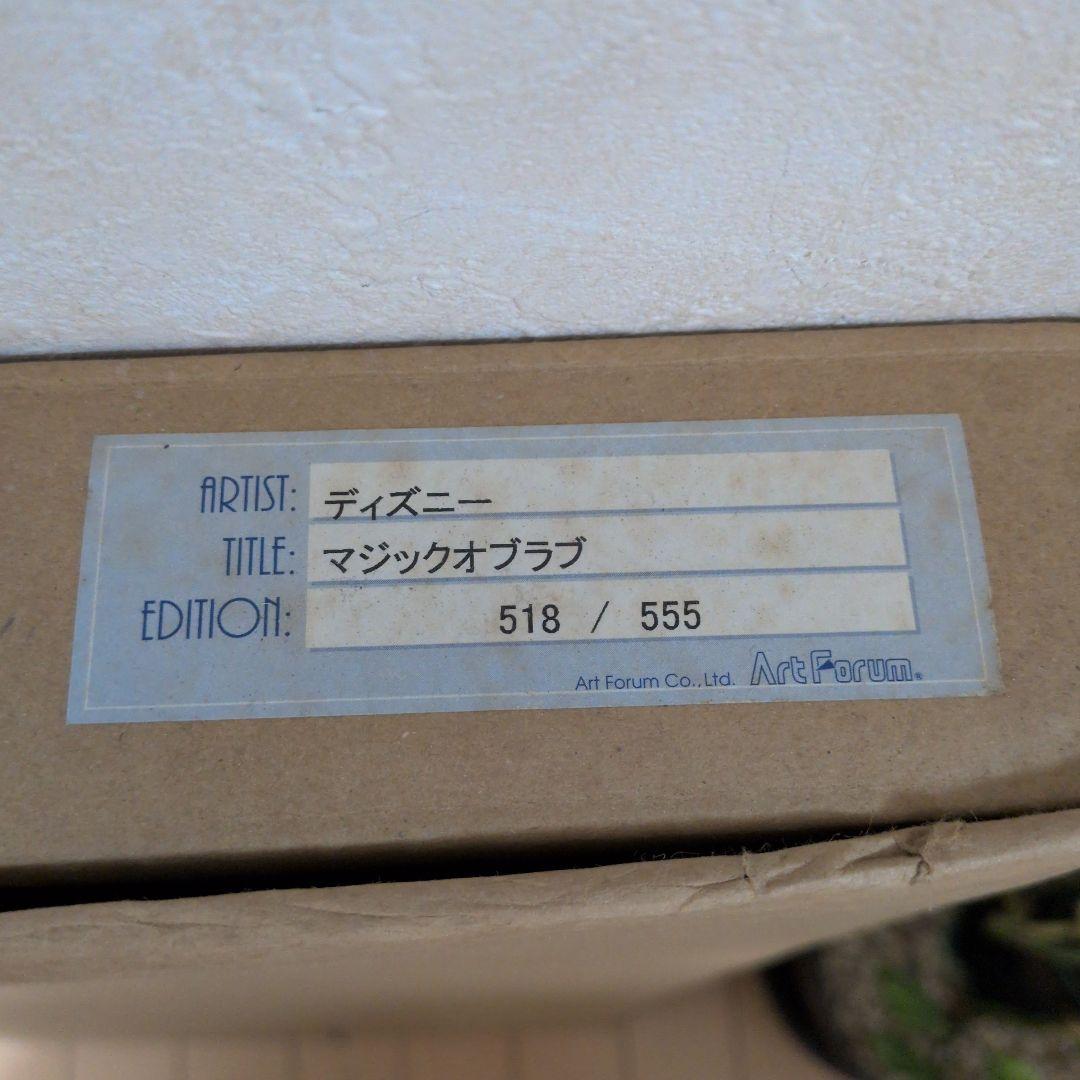 ARTIST: ディズニー
TITLE: マジックオブラブ
EDITION: 518 / 555
Art Forum Co., Ltd. Art Forum®